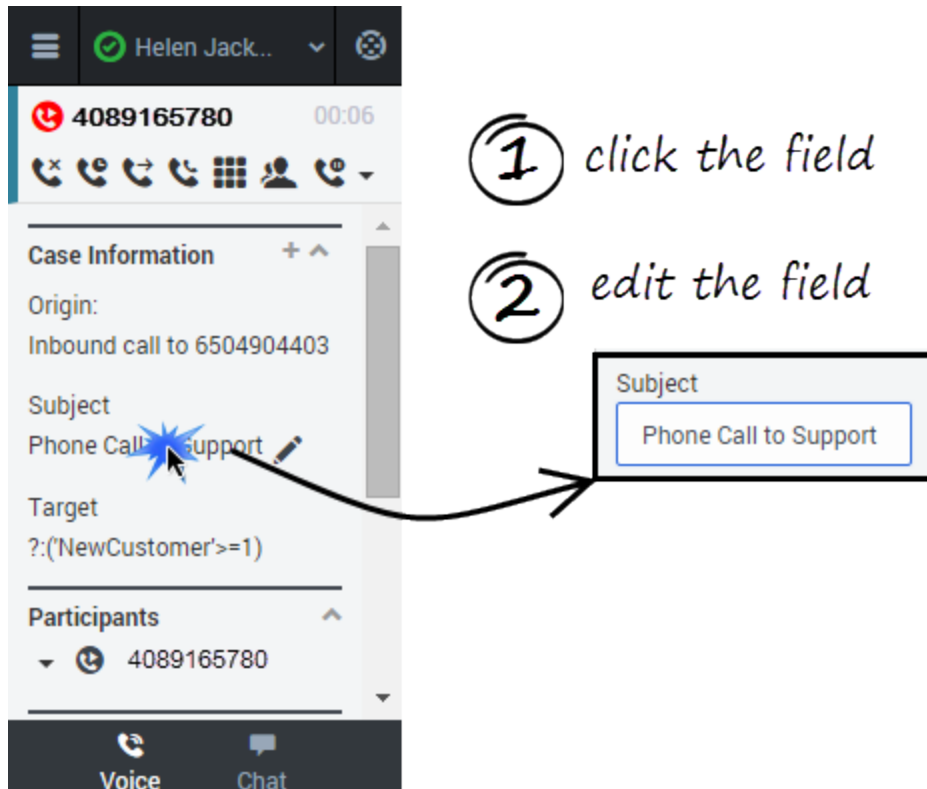 Helen Jack...
4089165780 00:06
Case Information
Origin:
Inbound call to 6504904403
Subject
Phone Call Support
Target
?:('NewCustomer'>=1)
Participants
4089165780
Voice Chat
1 click the field
2 edit the field
Subject
Phone Call to Support